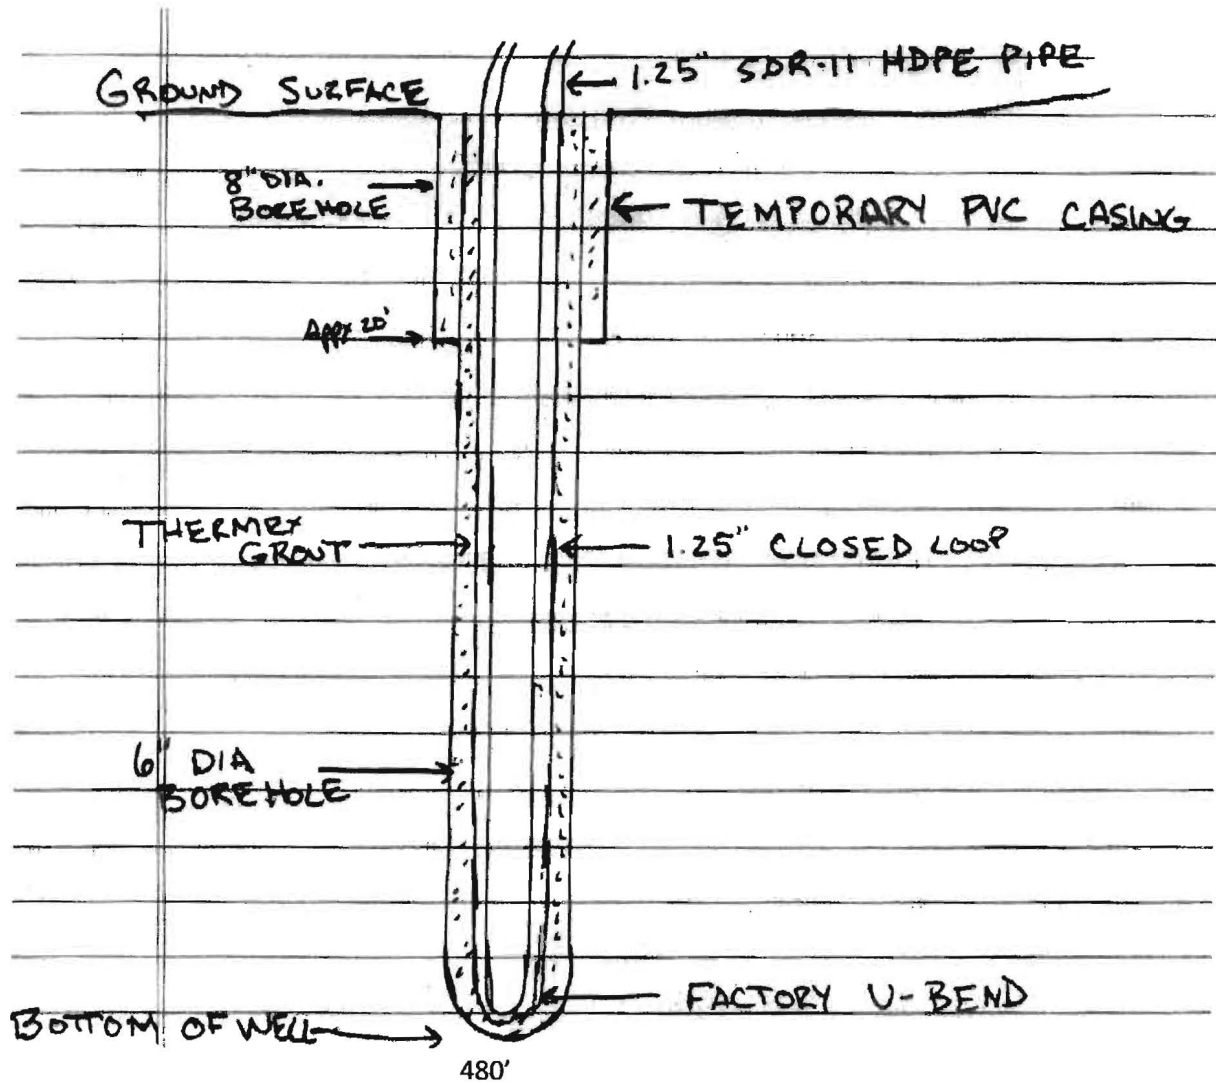 1.25" SDR-11 HDPE PIPE
GROUND SURFACE
8" DIA.
BOREHOLE
TEMPORARY PVC CASING
Appx 20'
THERMEX
GROUT
1.25" CLOSED LOOP
6" DIA
BOREHOLE
FACTORY U-BEND
BOTTOM OF WELL
480'